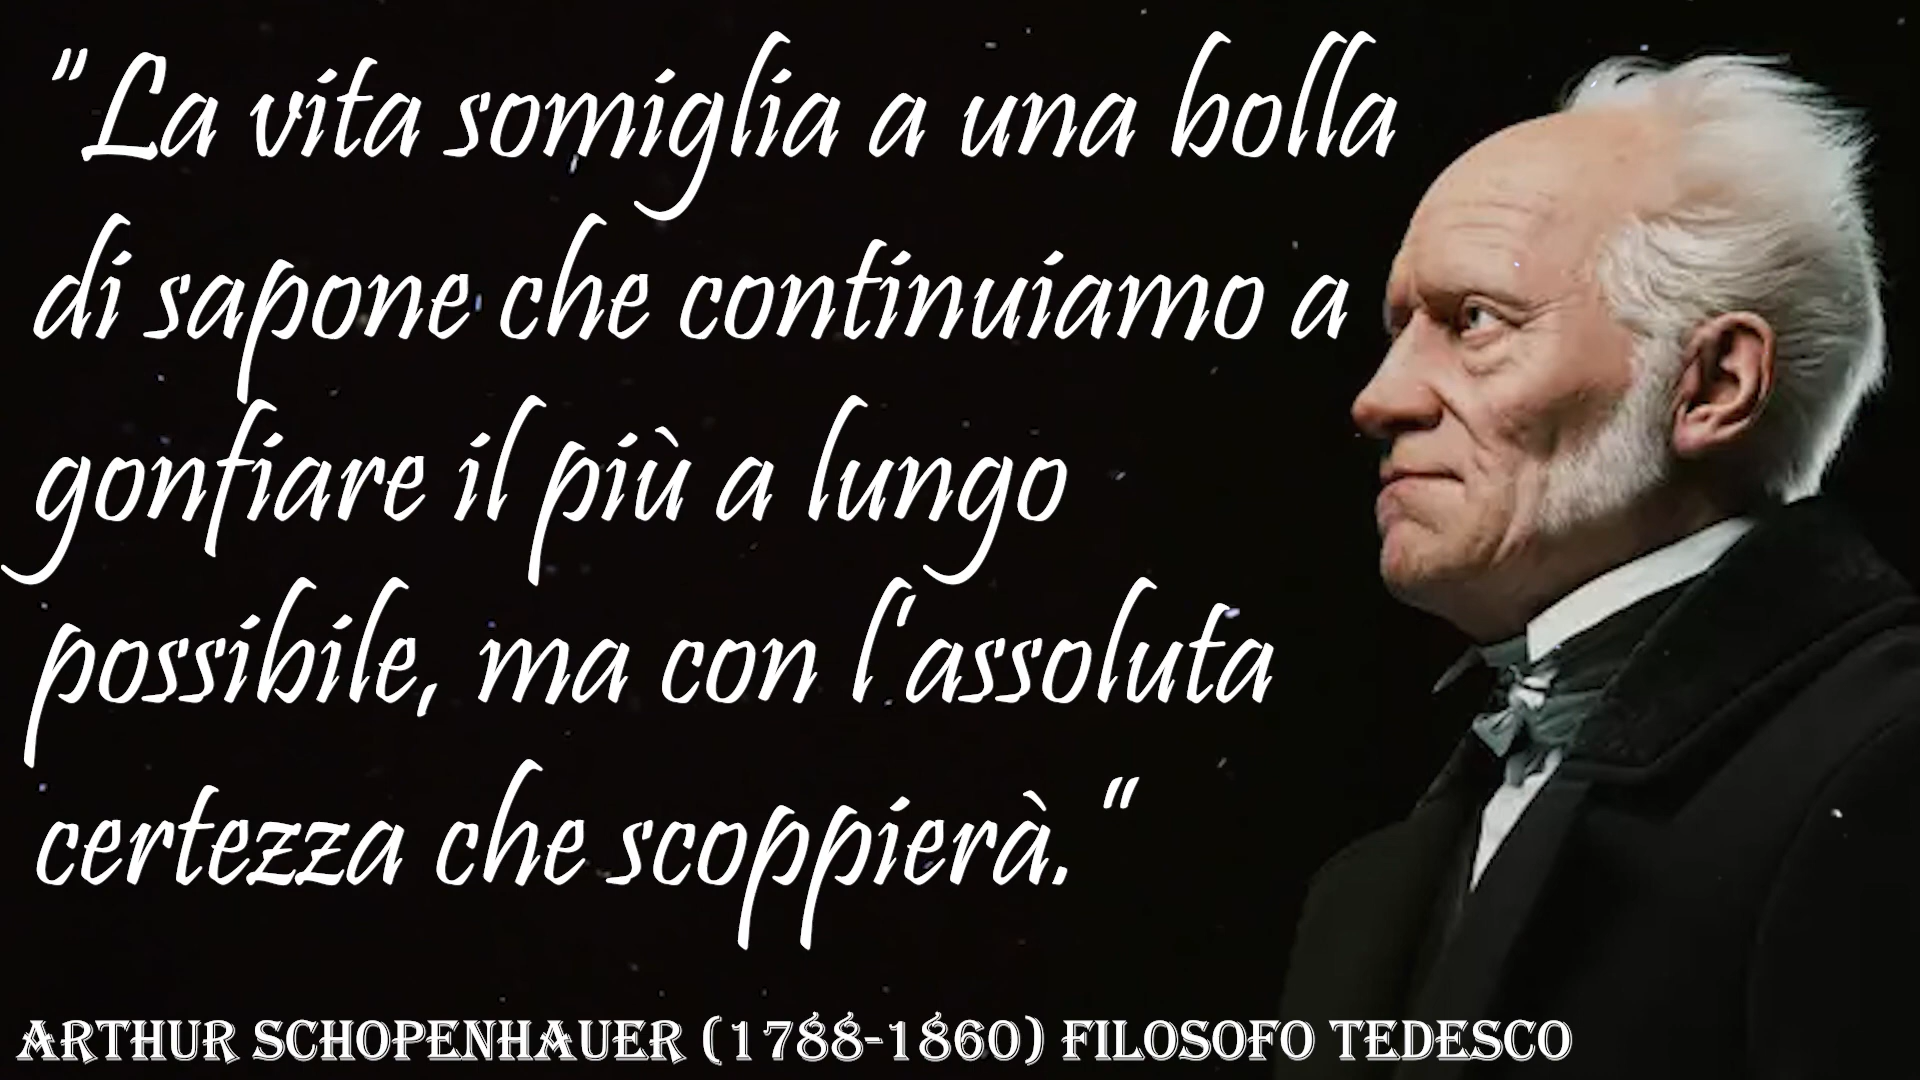 "La vita somiglia a una bolla
di sapone che continuiamo a
gonfiare il più a lungo
possibile, ma con l'assoluta
certezza che scoppierà."
ARTHUR SCHOPENHAUER (1788-1860) FILOSOFO TEDESCO